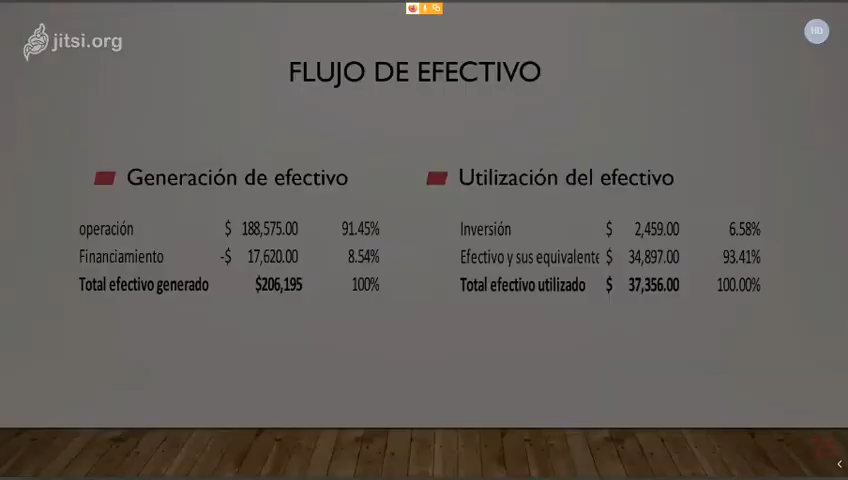 jitsi.org
HD
FLUJO DE EFECTIVO
Generación de efectivo
operación $ 188,575.00 91.45%
Financiamiento -$ 17,620.00 8.54%
Total efectivo generado $206,195 100%
Utilización del efectivo
Inversión $ 2,459.00 6.58%
Efectivo y sus equivalente $ 34,897.00 93.41%
Total efectivo utilizado $ 37,356.00 100.00%